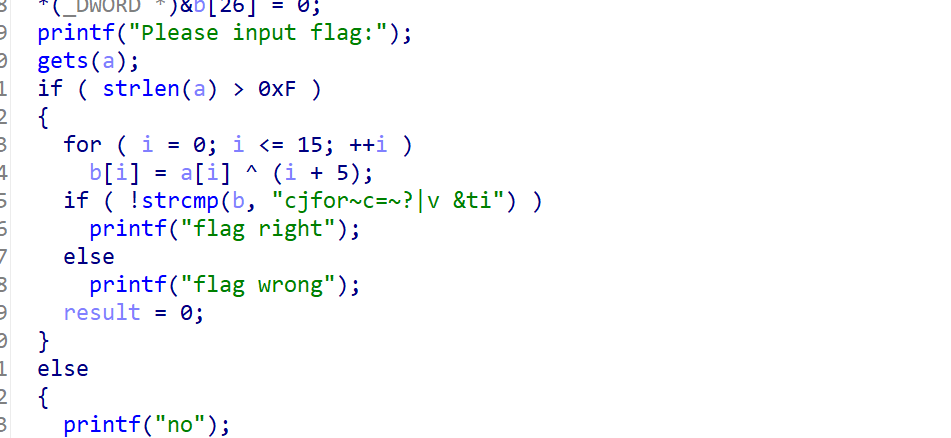 8 *(_DWORD *)&b[26] = 0;
9 printf("Please input flag:");
0 gets(a);
1 if ( strlen(a) > 0xF )
2 {
3 for ( i = 0; i <= 15; ++i )
4 b[i] = a[i] ^ (i + 5);
5 if ( !strcmp(b, "cjfor~c=~?|v &ti") )
6 printf("flag right");
7 else
8 printf("flag wrong");
9 result = 0;
0 }
1 else
2 {
3 printf("no");